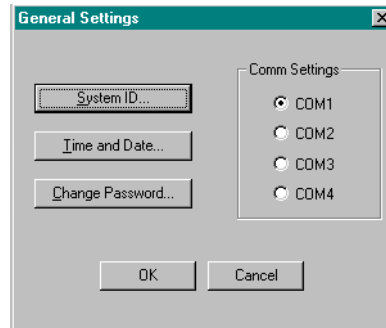 General Settings
System ID...
Time and Date...
Change Password...
Comm Settings
COM1
COM2
COM3
COM4
OK
Cancel